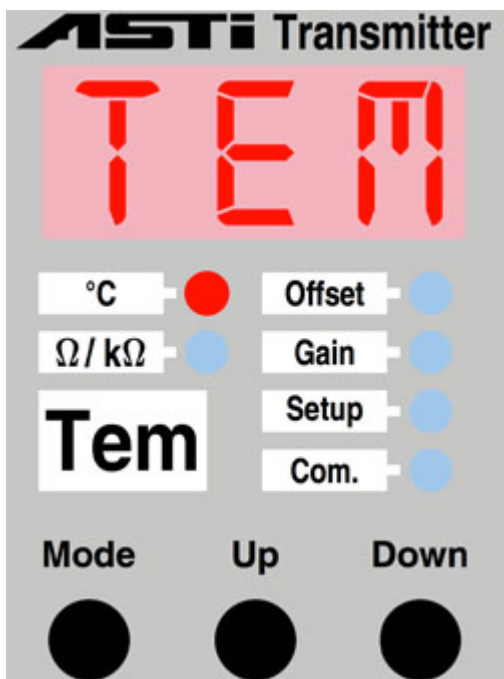 ASTi Transmitter
TEM
°C
Offset
Ω / kΩ
Gain
Tem
Setup
Com.
Mode Up Down